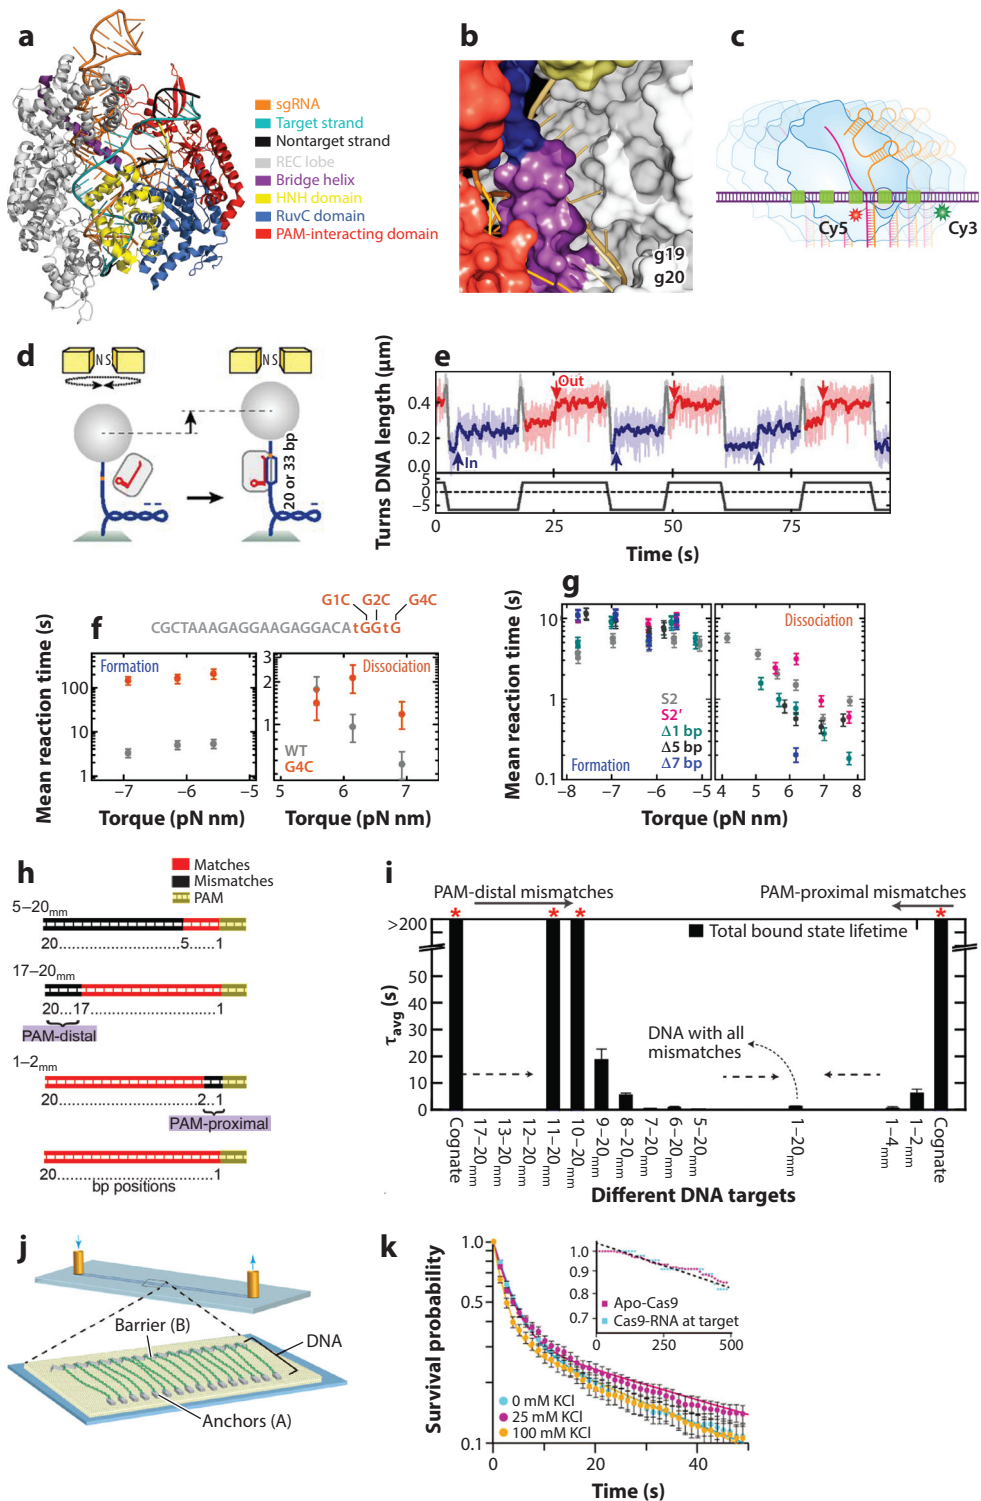 a
sgRNA
Target strand
Nontarget strand
REC lobe
Bridge helix
HNH domain
RuvC domain
PAM-interacting domain
b
g19
g20
c
Cy5
Cy3
d
N S
N S
20 or 33 bp
e
Turns DNA length (μm)
0.4
0.2
0.0
5
0
−5
Out
In
0 25 50 75
Time (s)
f
G1C G2C G4C
CGCTAAAGAGGAAGAGGACAtGGtG
Mean reaction time (s)
Formation
100
10
1
−7 −6 −5
Torque (pN nm)
Dissociation
3
2
1
WT
G4C
5 6 7
g
Mean reaction time (s)
10
1
0.1
Formation
S2
S2′
Δ1 bp
Δ5 bp
Δ7 bp
−8 −7 −6 −5
Dissociation
4 5 6 7 8
Torque (pN nm)
h
Matches
Mismatches
PAM
5–20mm
20 5 1
17–20mm
20 17 1
PAM-distal
1–2mm
20 2 1
PAM-proximal
20 1
bp positions
i
PAM-distal mismatches
PAM-proximal mismatches
* * * *
Total bound state lifetime
τavg (s)
>200
50
40
30
20
10
0
DNA with all
mismatches
Cognate
17–20mm
13–20mm
12–20mm
11–20mm
10–20mm
9–20mm
8–20mm
7–20mm
6–20mm
5–20mm
1–20mm
1–4mm
1–2mm
Cognate
Different DNA targets
j
Barrier (B)
DNA
Anchors (A)
k
Survival probability
1.0
0.5
0.1
0 mM KCl
25 mM KCl
100 mM KCl
0 20 40
Time (s)
1.0
0.9
0.7
Apo-Cas9
Cas9-RNA at target
0 250 500